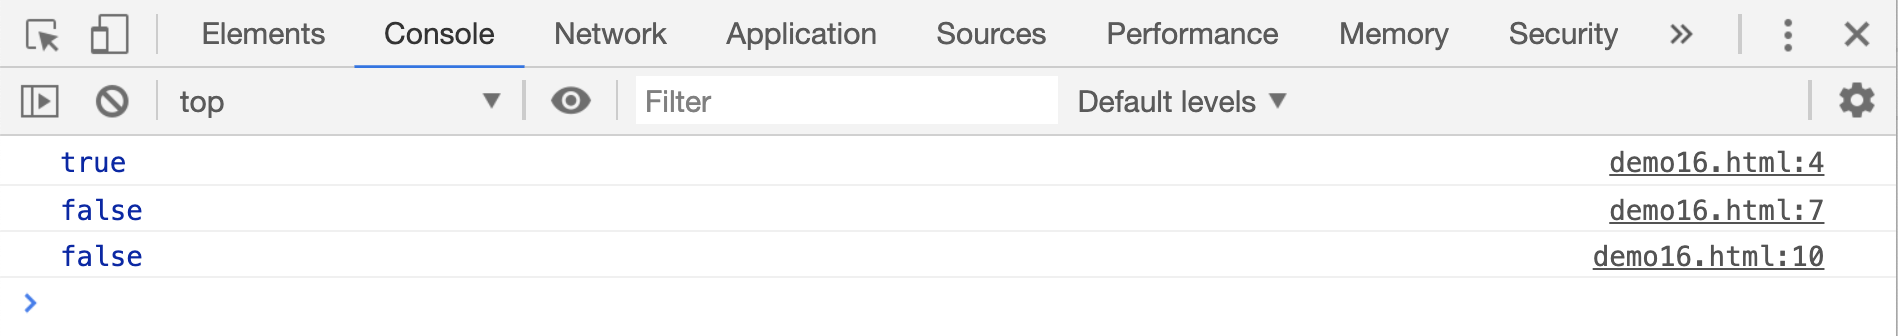 Elements Console Network Application Sources Performance Memory Security
top Filter Default levels
true demo16.html:4
false demo16.html:7
false demo16.html:10